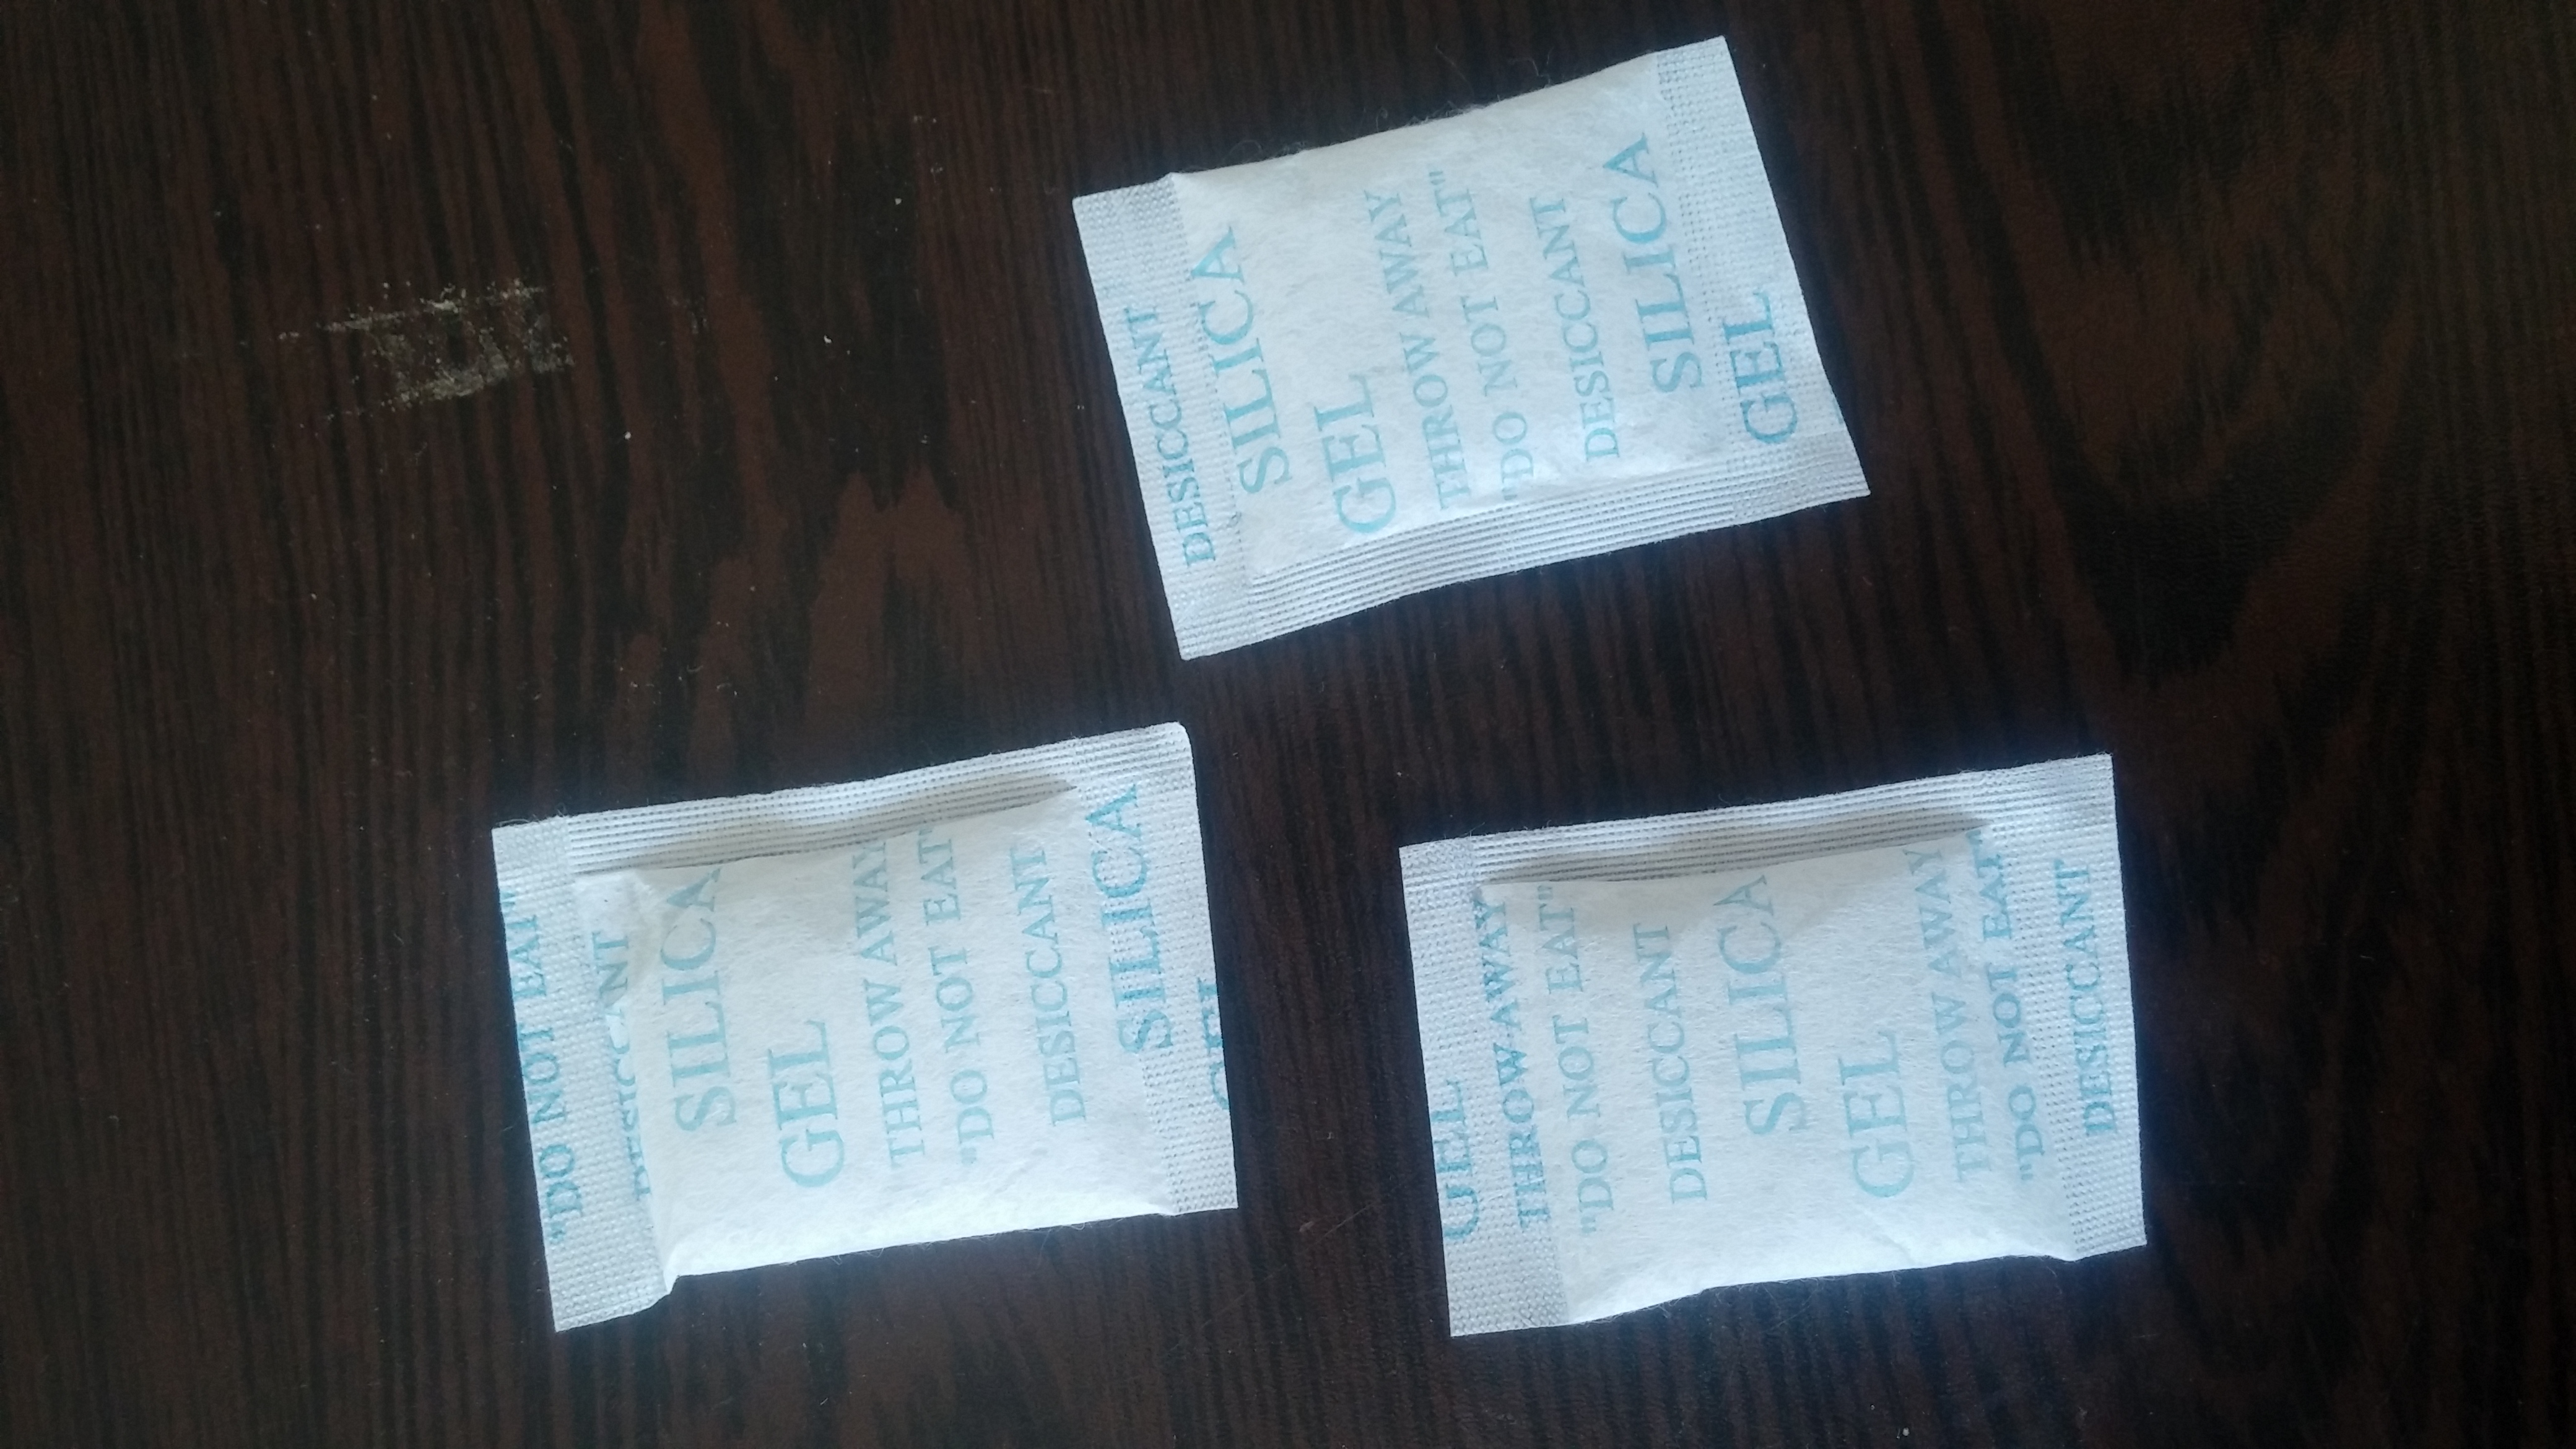 DESICCANT
SILICA
GEL
THROW AWAY
"DO NOT EAT"
DESICCANT
SILICA
GEL
"DO NOT EAT"
DESICCANT
SILICA
GEL
THROW AWAY
"DO NOT EAT"
DESICCANT
SILICA
GEL
GEL
THROW AWAY
"DO NOT EAT"
DESICCANT
SILICA
GEL
THROW AWAY
"DO NOT EAT"
DESICCANT